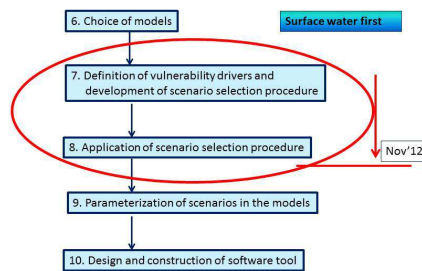 6. Choice of models
Surface water first
7. Definition of vulnerability drivers and
development of scenario selection procedure
8. Application of scenario selection procedure
Nov'12
9. Parameterization of scenarios in the models
10. Design and construction of software tool